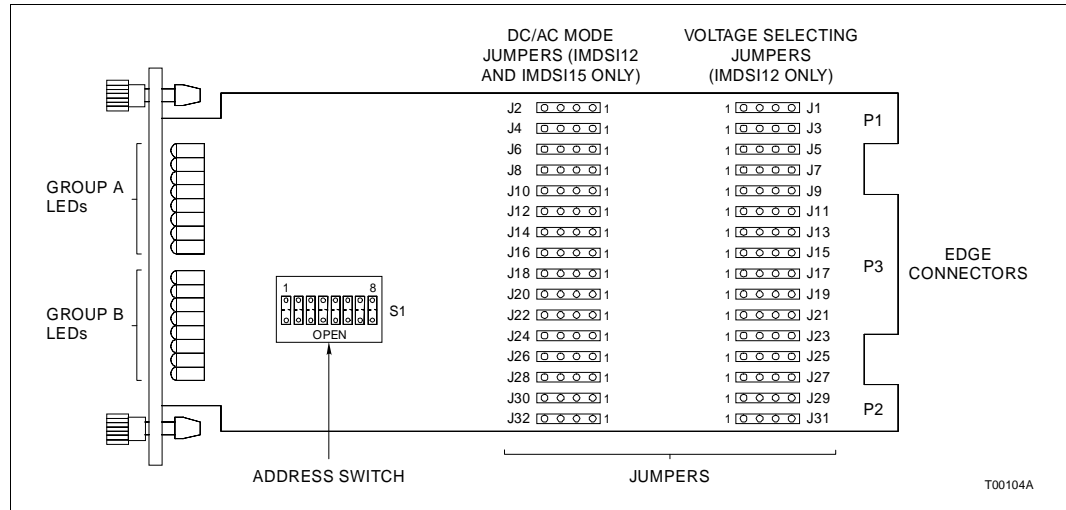 DC/AC MODE
JUMPERS (IMDSI12
AND IMDSI15 ONLY)
VOLTAGE SELECTING
JUMPERS
(IMDSI12 ONLY)
J2 1 1 J1
J4 1 1 J3
J6 1 1 J5
J8 1 1 J7
J10 1 1 J9
J12 1 1 J11
J14 1 1 J13
J16 1 1 J15
J18 1 1 J17
J20 1 1 J19
J22 1 1 J21
J24 1 1 J23
J26 1 1 J25
J28 1 1 J27
J30 1 1 J29
J32 1 1 J31
P1
P3
P2
EDGE
CONNECTORS
GROUP A
LEDs
GROUP B
LEDs
1 8
S1
OPEN
ADDRESS SWITCH
JUMPERS
T00104A